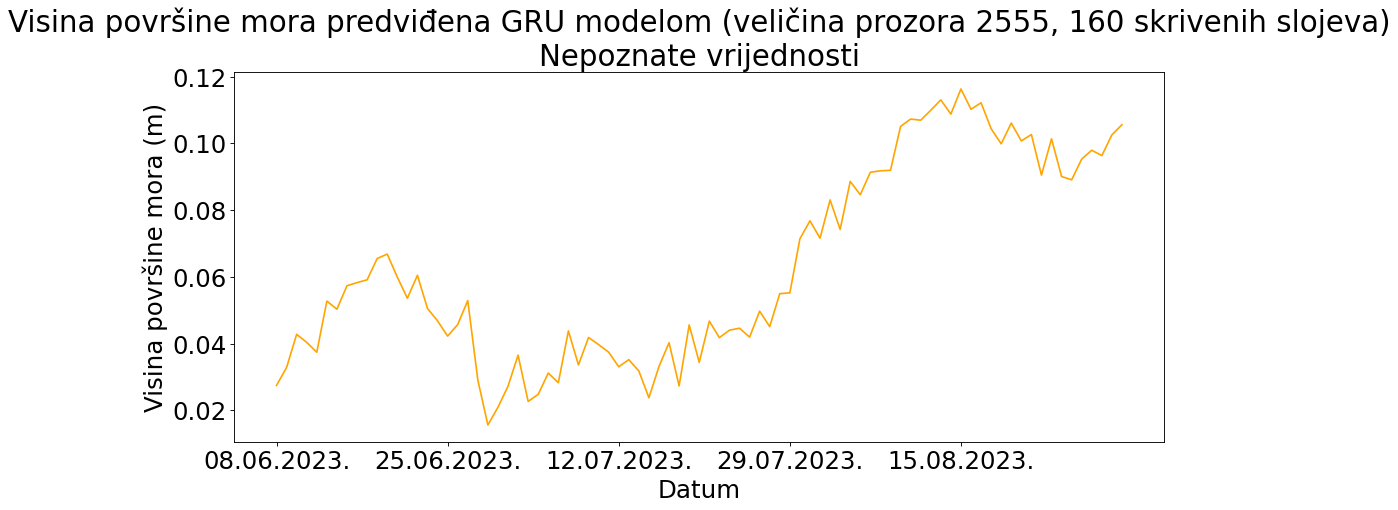 Visina površine mora predviđena GRU modelom (veličina prozora 2555, 160 skrivenih slojeva)
Nepoznate vrijednosti
0.12
0.10
0.08
0.06
0.04
0.02
Visina površine mora (m)
08.06.2023.
25.06.2023.
12.07.2023.
29.07.2023.
15.08.2023.
Datum